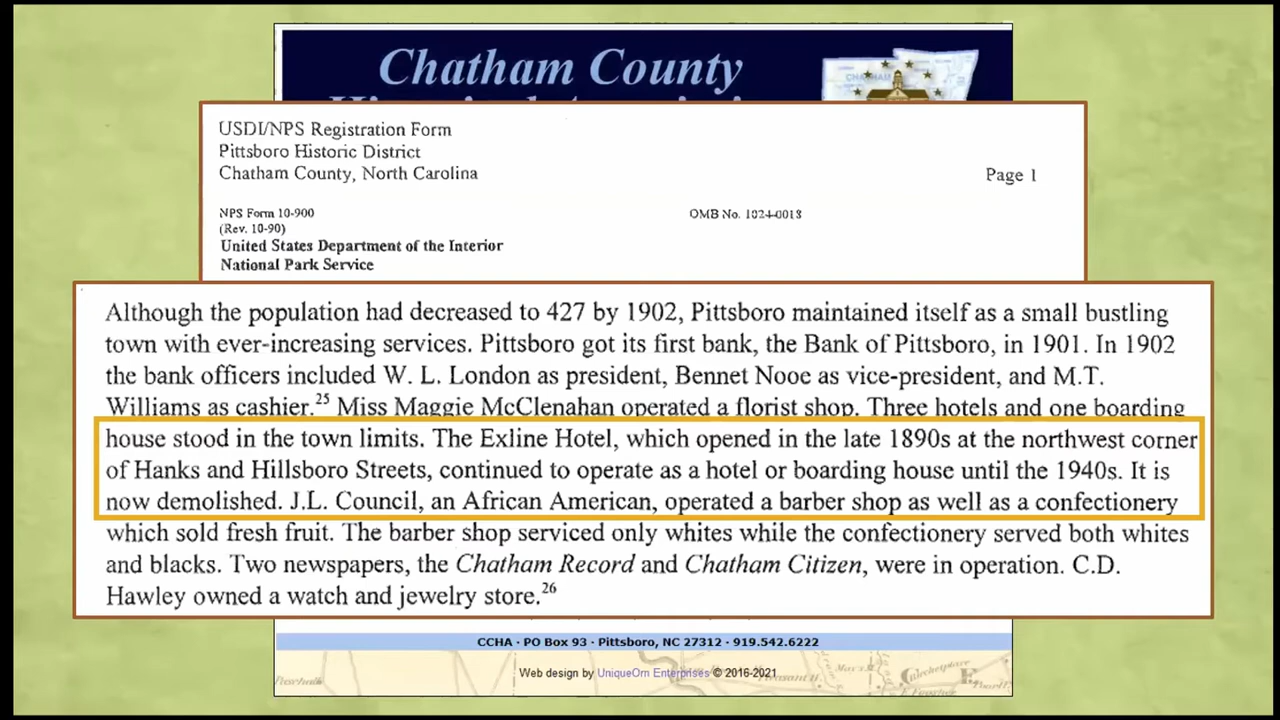 Chatham County
USDI/NPS Registration Form
Pittsboro Historic District
Chatham County, North Carolina
Page 1
NPS Form 10-900
OMB No. 1024-0018
(Rev. 10-90)
United States Department of the Interior
National Park Service
Although the population had decreased to 427 by 1902, Pittsboro maintained itself as a small bustling
town with ever-increasing services. Pittsboro got its first bank, the Bank of Pittsboro, in 1901. In 1902
the bank officers included W. L. London as president, Bennet Nooe as vice-president, and M.T.
Williams as cashier.25 Miss Maggie McClenahan operated a florist shop. Three hotels and one boarding
house stood in the town limits. The Exline Hotel, which opened in the late 1890s at the northwest corner
of Hanks and Hillsboro Streets, continued to operate as a hotel or boarding house until the 1940s. It is
now demolished. J.L. Council, an African American, operated a barber shop as well as a confectionery
which sold fresh fruit. The barber shop serviced only whites while the confectionery served both whites
and blacks. Two newspapers, the Chatham Record and Chatham Citizen, were in operation. C.D.
Hawley owned a watch and jewelry store.26
CCHA · PO Box 93 · Pittsboro, NC 27312 · 919.542.6222
Web design by UniqueOrn Enterprises © 2016-2021